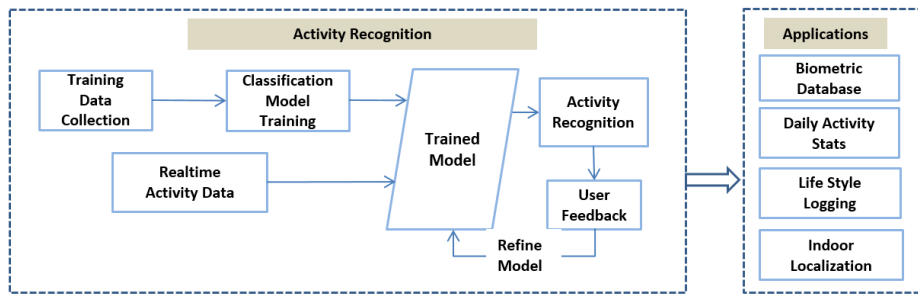 Activity Recognition
Training
Data
Collection
Classification
Model
Training
Trained
Model
Activity
Recognition
Realtime
Activity Data
User
Feedback
Refine
Model
Applications
Biometric
Database
Daily Activity
Stats
Life Style
Logging
Indoor
Localization